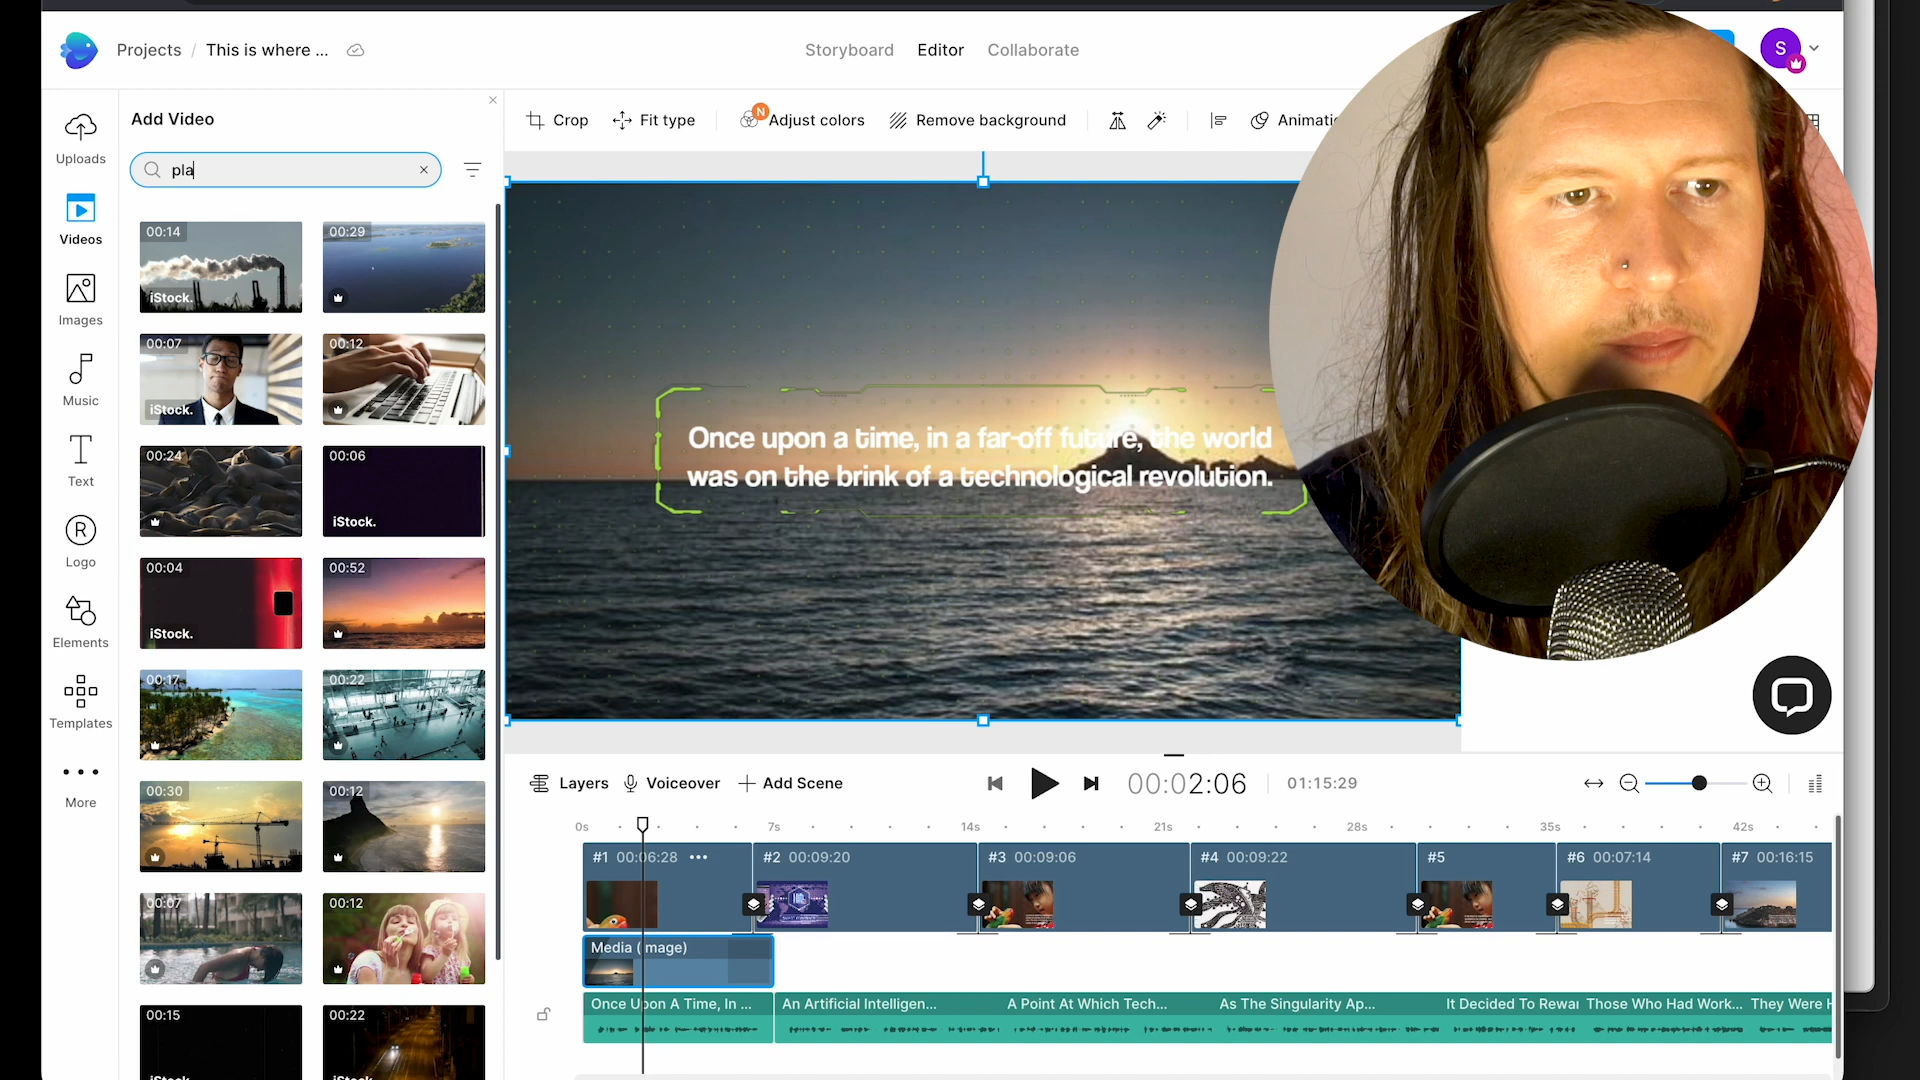 Projects / This is where ...
Storyboard Editor Collaborate
S
Add Video
Crop Fit type N Adjust colors Remove background
pla
Uploads
Videos
Images
Music
Text
R
Logo
Elements
Templates
More
00:14 00:29
iStock.
00:07 00:12
iStock.
00:24 00:06
iStock.
00:04 00:52
iStock.
00:17 00:22
00:30 00:12
00:07 00:12
00:15 00:22
Once upon a time, in a far-off future, the world
was on the brink of a technological revolution.
Layers Voiceover Add Scene 00:02:06 01:15:29
0s 7s 14s 21s 28s 35s 42s
#1 00:06:28 #2 00:09:20 #3 00:09:06 #4 00:09:22 #5 #6 00:07:14 #7 00:16:15
Once Upon A Time, In ... An Artificial Intelligen... A Point At Which Tech... As The Singularity Ap... It Decided To Rewar Those Who Had Work... They Were